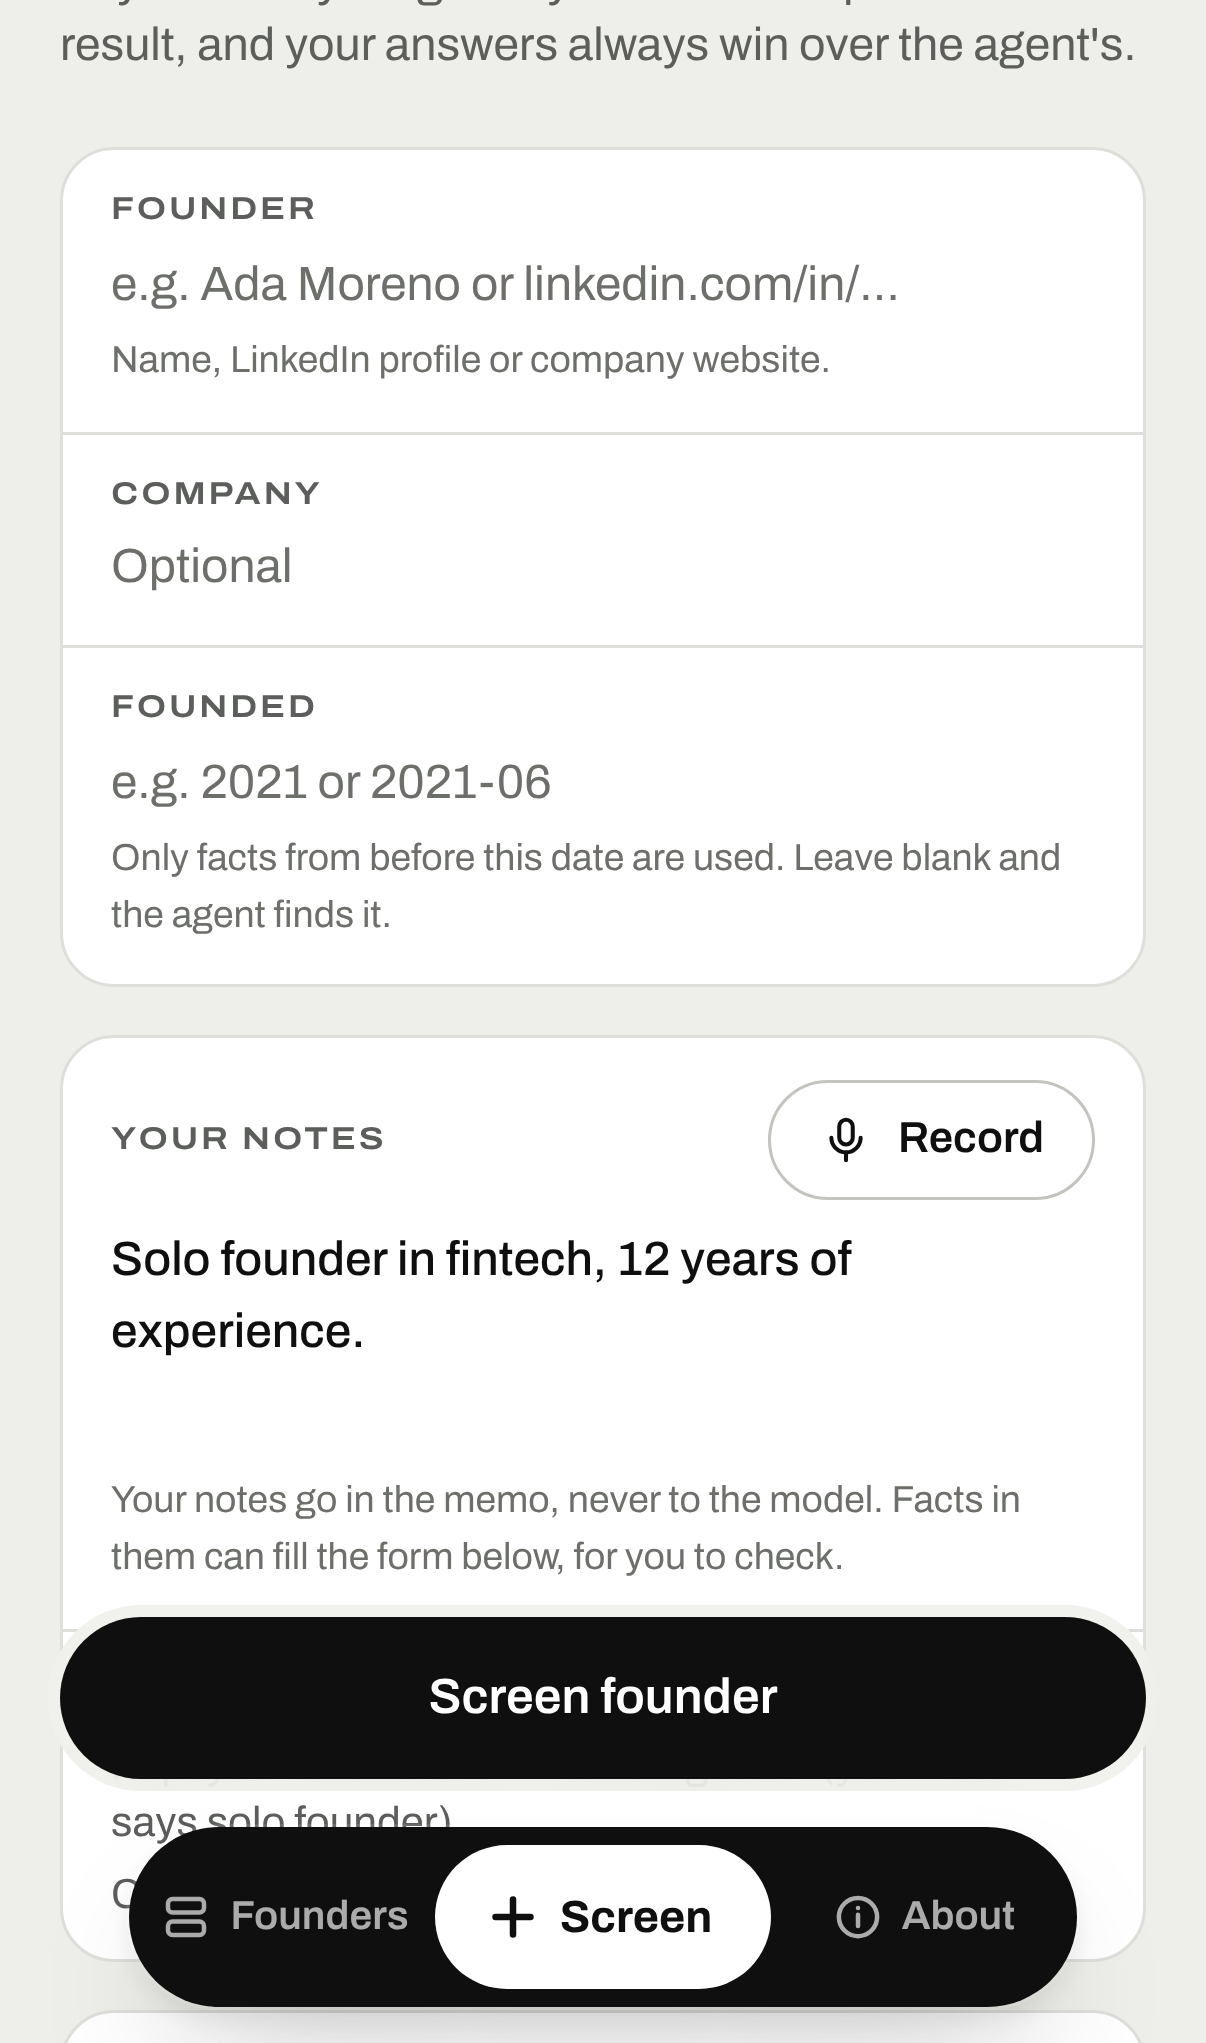 result, and your answers always win over the agent's.
FOUNDER
e.g. Ada Moreno or linkedin.com/in/...
Name, LinkedIn profile or company website.
COMPANY
Optional
FOUNDED
e.g. 2021 or 2021-06
Only facts from before this date are used. Leave blank and
the agent finds it.
YOUR NOTES
Record
Solo founder in fintech, 12 years of
experience.
Your notes go in the memo, never to the model. Facts in
them can fill the form below, for you to check.
Screen founder
says solo founder)
Founders
Screen
About